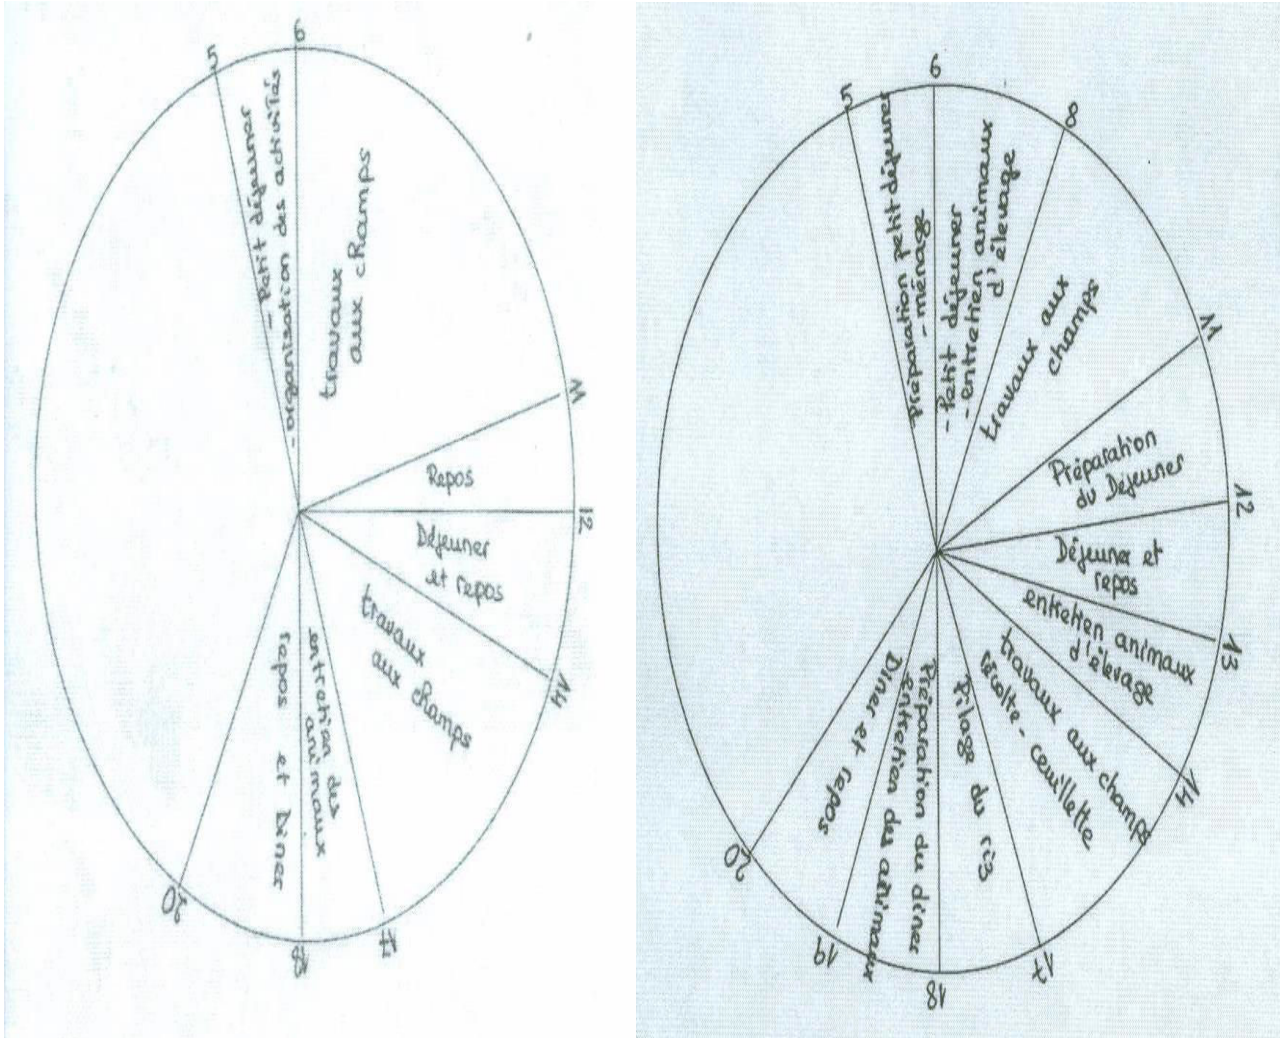 5
6
- Petit déjeuner
- organisation des activités
travaux
aux champs
11
Repos
12
Déjeuner
et repos
14
travaux
aux champs
17
entretien des
animaux
18
repos et Diner
20
5
6
8
Préparation petit déjeuner
- ménage
- Petit déjeuner
- entretien animaux
d'élevage
travaux aux
champs
11
Préparation
du Déjeuner
12
Déjeuner et
repos
13
entretien animaux
d'élevage
14
travaux aux champs
récolte - cueillette
17
Pilage du riz
18
Préparation du diner
entretien des animaux
19
Diner et repos
20